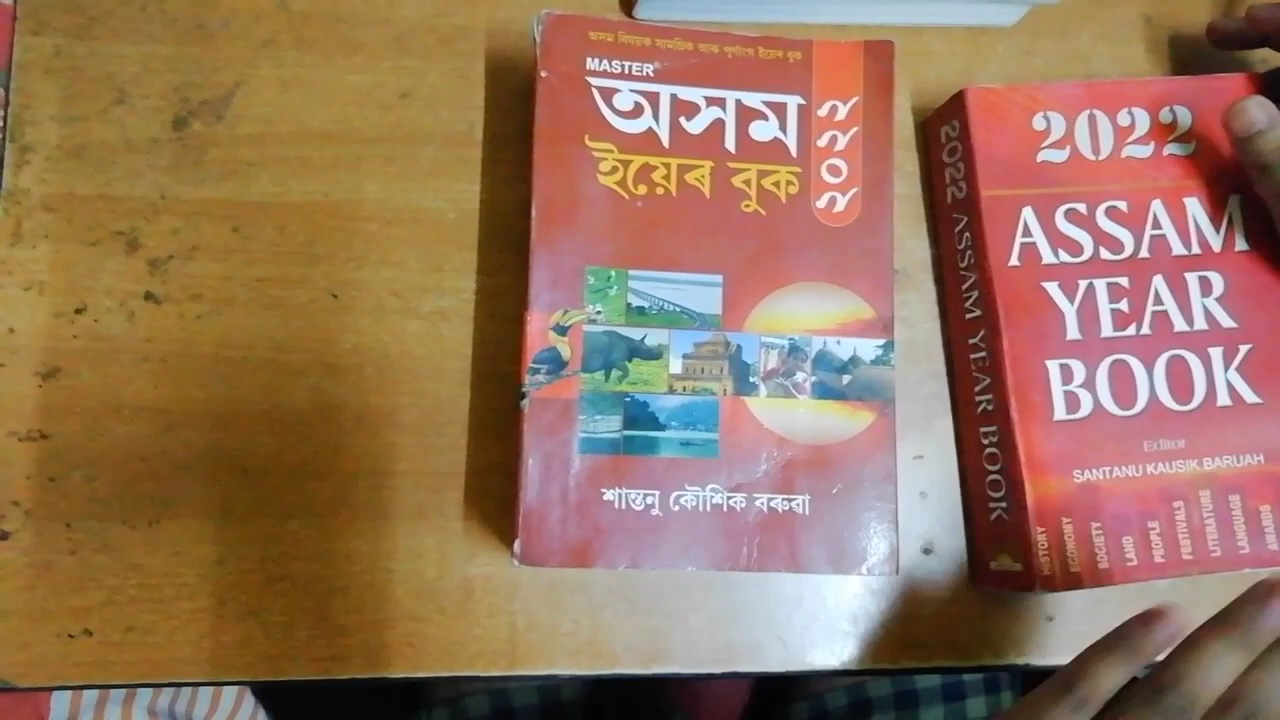 অসম বিষয়ক সামগ্ৰিক আৰু পূৰ্ণাংগ ইয়েৰ বুক
MASTER
অসম
ইয়েৰ বুক
২০২২
শান্তনু কৌশিক বৰুৱা
2022 ASSAM YEAR BOOK
2022
ASSAM
YEAR
BOOK
Editor
SANTANU KAUSIK BARUAH
HISTORY
ECONOMY
SOCIETY
LAND
PEOPLE
FESTIVALS
LITERATURE
LANGUAGE
AWARDS